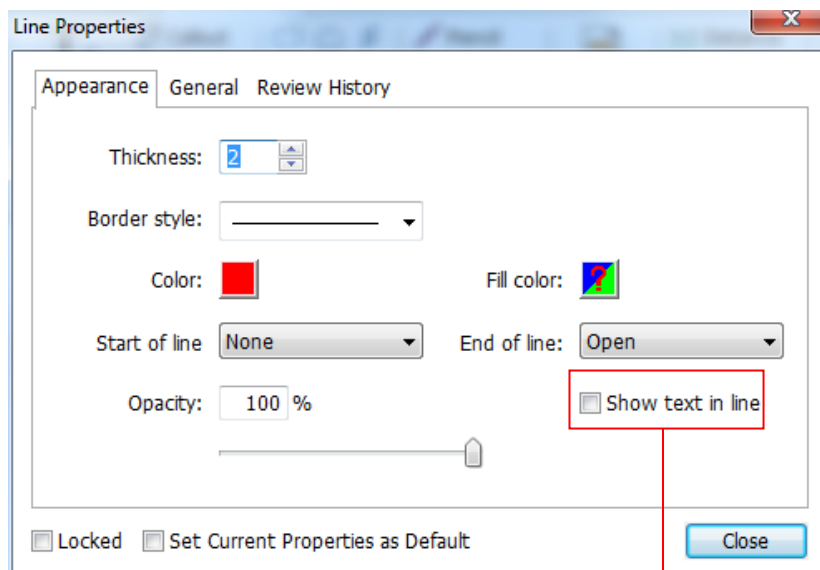 Line Properties
Appearance General Review History
Thickness: 2
Border style:
Color: Fill color: ?
Start of line None End of line: Open
Opacity: 100 % Show text in line
Locked Set Current Properties as Default Close